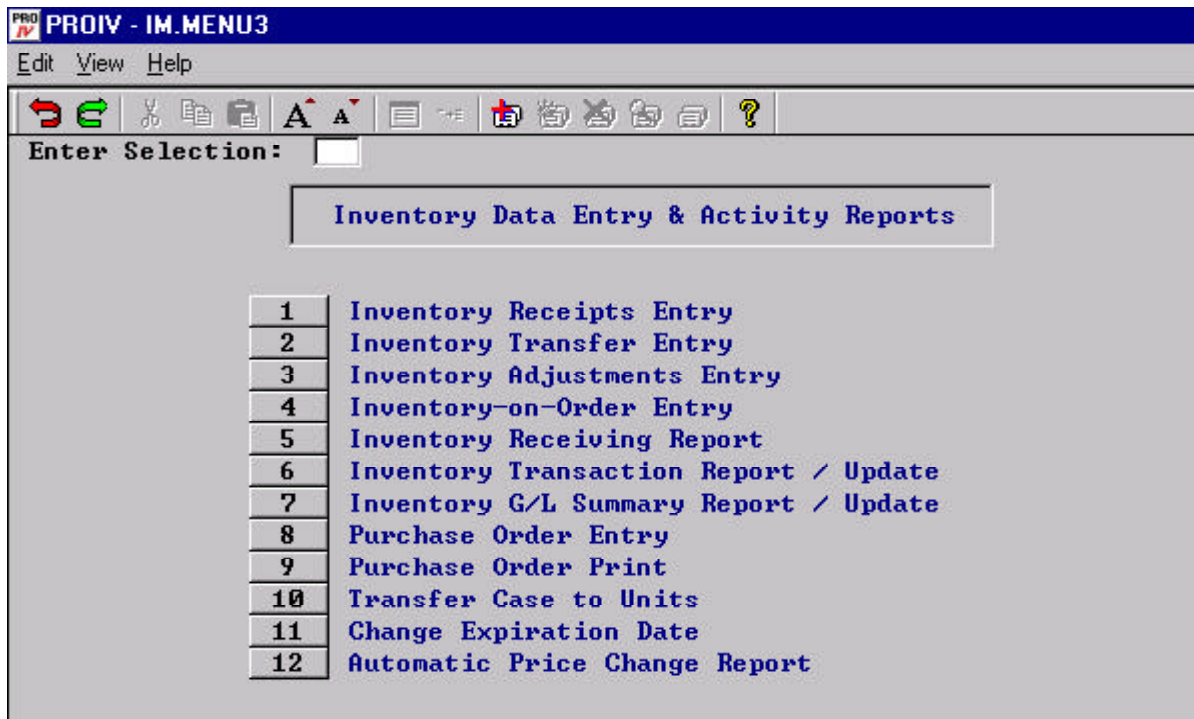 PRO IV PROIV - IM.MENU3
Edit View Help
A A ?
Enter Selection:
Inventory Data Entry & Activity Reports
1 Inventory Receipts Entry
2 Inventory Transfer Entry
3 Inventory Adjustments Entry
4 Inventory-on-Order Entry
5 Inventory Receiving Report
6 Inventory Transaction Report / Update
7 Inventory G/L Summary Report / Update
8 Purchase Order Entry
9 Purchase Order Print
10 Transfer Case to Units
11 Change Expiration Date
12 Automatic Price Change Report